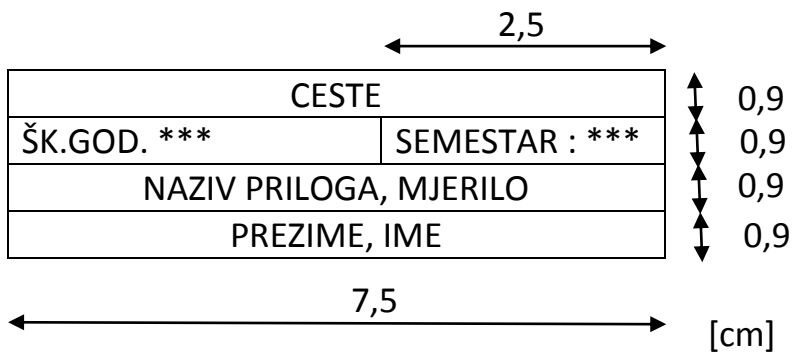 2,5
CESTE 0,9
ŠK.GOD. *** SEMESTAR : *** 0,9
NAZIV PRILOGA, MJERILO 0,9
PREZIME, IME 0,9
7,5
[cm]